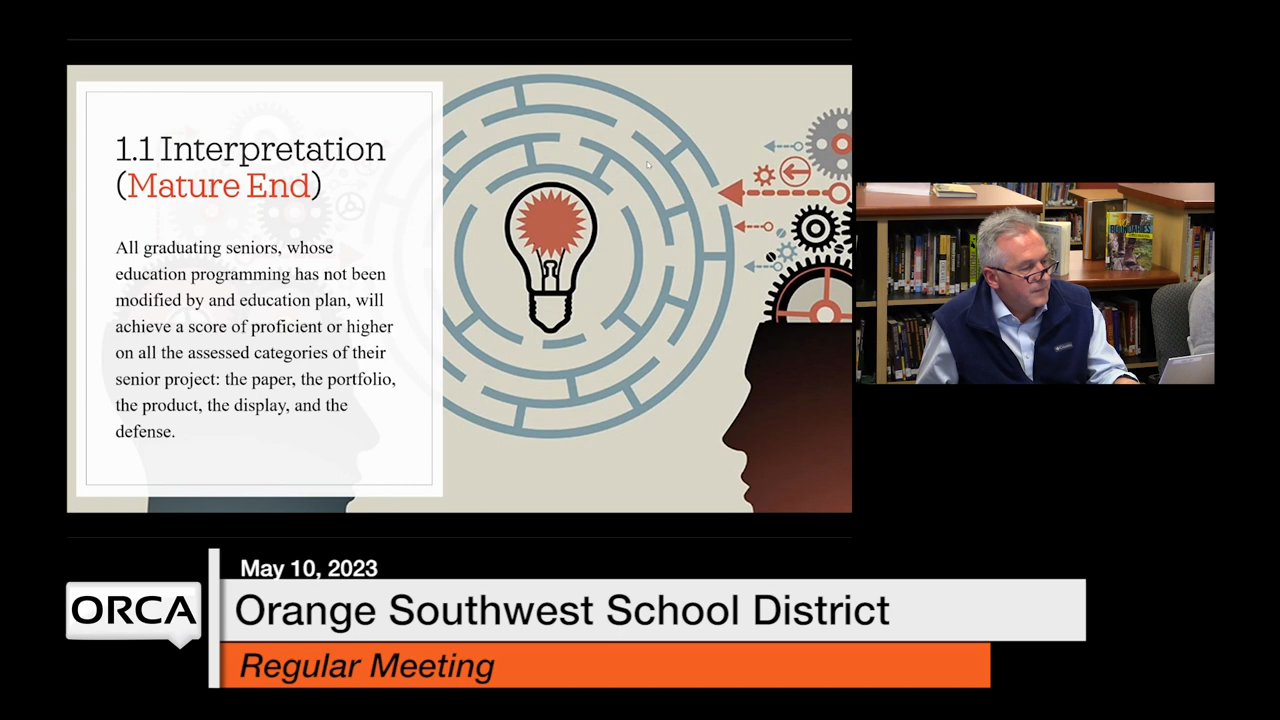 1.1 Interpretation
(Mature End)
All graduating seniors, whose
education programming has not been
modified by and education plan, will
achieve a score of proficient or higher
on all the assessed categories of their
senior project: the paper, the portfolio,
the product, the display, and the
defense.
BOUNDARIES
May 10, 2023
ORCA
Orange Southwest School District
Regular Meeting